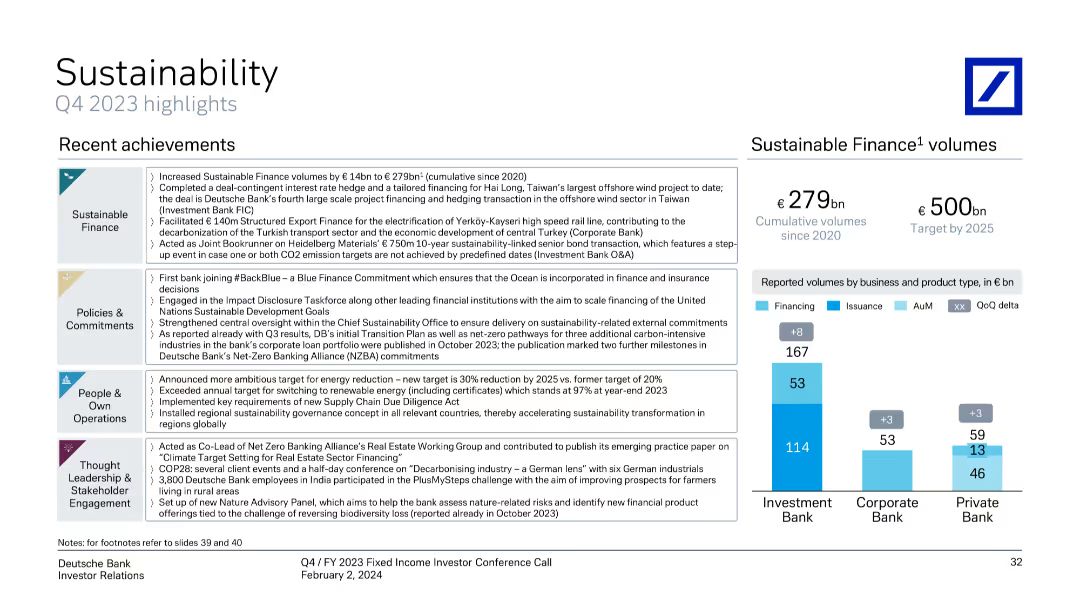 Sustainability
Q4 2023 highlights
Recent achievements
Sustainable
Finance
⟩ Increased Sustainable Finance volumes by € 14bn to € 279bn¹ (cumulative since 2020)
⟩ Completed a deal-contingent interest rate hedge and a tailored financing for Hai Long, Taiwan's largest offshore wind project to date;
the deal is Deutsche Bank's fourth large scale project financing and hedging transaction in the offshore wind sector in Taiwan
(Investment Bank FIC)
⟩ Facilitated € 140m Structured Export Finance for the electrification of Yerköy-Kayseri high speed rail line, contributing to the
decarbonization of the Turkish transport sector and the economic development of central Turkey (Corporate Bank)
⟩ Acted as Joint Bookrunner on Heidelberg Materials' € 750m 10-year sustainability-linked senior bond transaction, which features a step-
up event in case one or both CO2 emission targets are not achieved by predefined dates (Investment Bank O&A)
Policies &
Commitments
⟩ First bank joining #BackBlue – a Blue Finance Commitment which ensures that the Ocean is incorporated in finance and insurance
decisions
⟩ Engaged in the Impact Disclosure Taskforce along other leading financial institutions with the aim to scale financing of the United
Nations Sustainable Development Goals
⟩ Strengthened central oversight within the Chief Sustainability Office to ensure delivery on sustainability-related external commitments
⟩ As reported already with Q3 results, DB's initial Transition Plan as well as net-zero pathways for three additional carbon-intensive
industries in the bank's corporate loan portfolio were published in October 2023; the publication marked two further milestones in
Deutsche Bank's Net-Zero Banking Alliance (NZBA) commitments
People &
Own
Operations
⟩ Announced more ambitious target for energy reduction – new target is 30% reduction by 2025 vs. former target of 20%
⟩ Exceeded annual target for switching to renewable energy (including certificates) which stands at 97% at year-end 2023
⟩ Implemented key requirements of new Supply Chain Due Diligence Act
⟩ Installed regional sustainability governance concept in all relevant countries, thereby accelerating sustainability transformation in
regions globally
Thought
Leadership &
Stakeholder
Engagement
⟩ Acted as Co-Lead of Net Zero Banking Alliance's Real Estate Working Group and contributed to publish its emerging practice paper on
"Climate Target Setting for Real Estate Sector Financing"
⟩ COP28: several client events and a half-day conference on "Decarbonising industry – a German lens" with six German industrials
⟩ 3,800 Deutsche Bank employees in India participated in the PlusMySteps challenge with the aim of improving prospects for farmers
living in rural areas
⟩ Set up of new Nature Advisory Panel, which aims to help the bank assess nature-related risks and identify new financial product
offerings tied to the challenge of reversing biodiversity loss (reported already in October 2023)
Sustainable Finance¹ volumes
€ 279bn
Cumulative volumes
since 2020
€ 500bn
Target by 2025
Reported volumes by business and product type, in € bn
Financing Issuance AuM xx QoQ delta
+8
167
53
114
Investment
Bank
+3
53
Corporate
Bank
+3
59
13
46
Private
Bank
Notes: for footnotes refer to slides 39 and 40
Deutsche Bank
Investor Relations
Q4 / FY 2023 Fixed Income Investor Conference Call
February 2, 2024
32